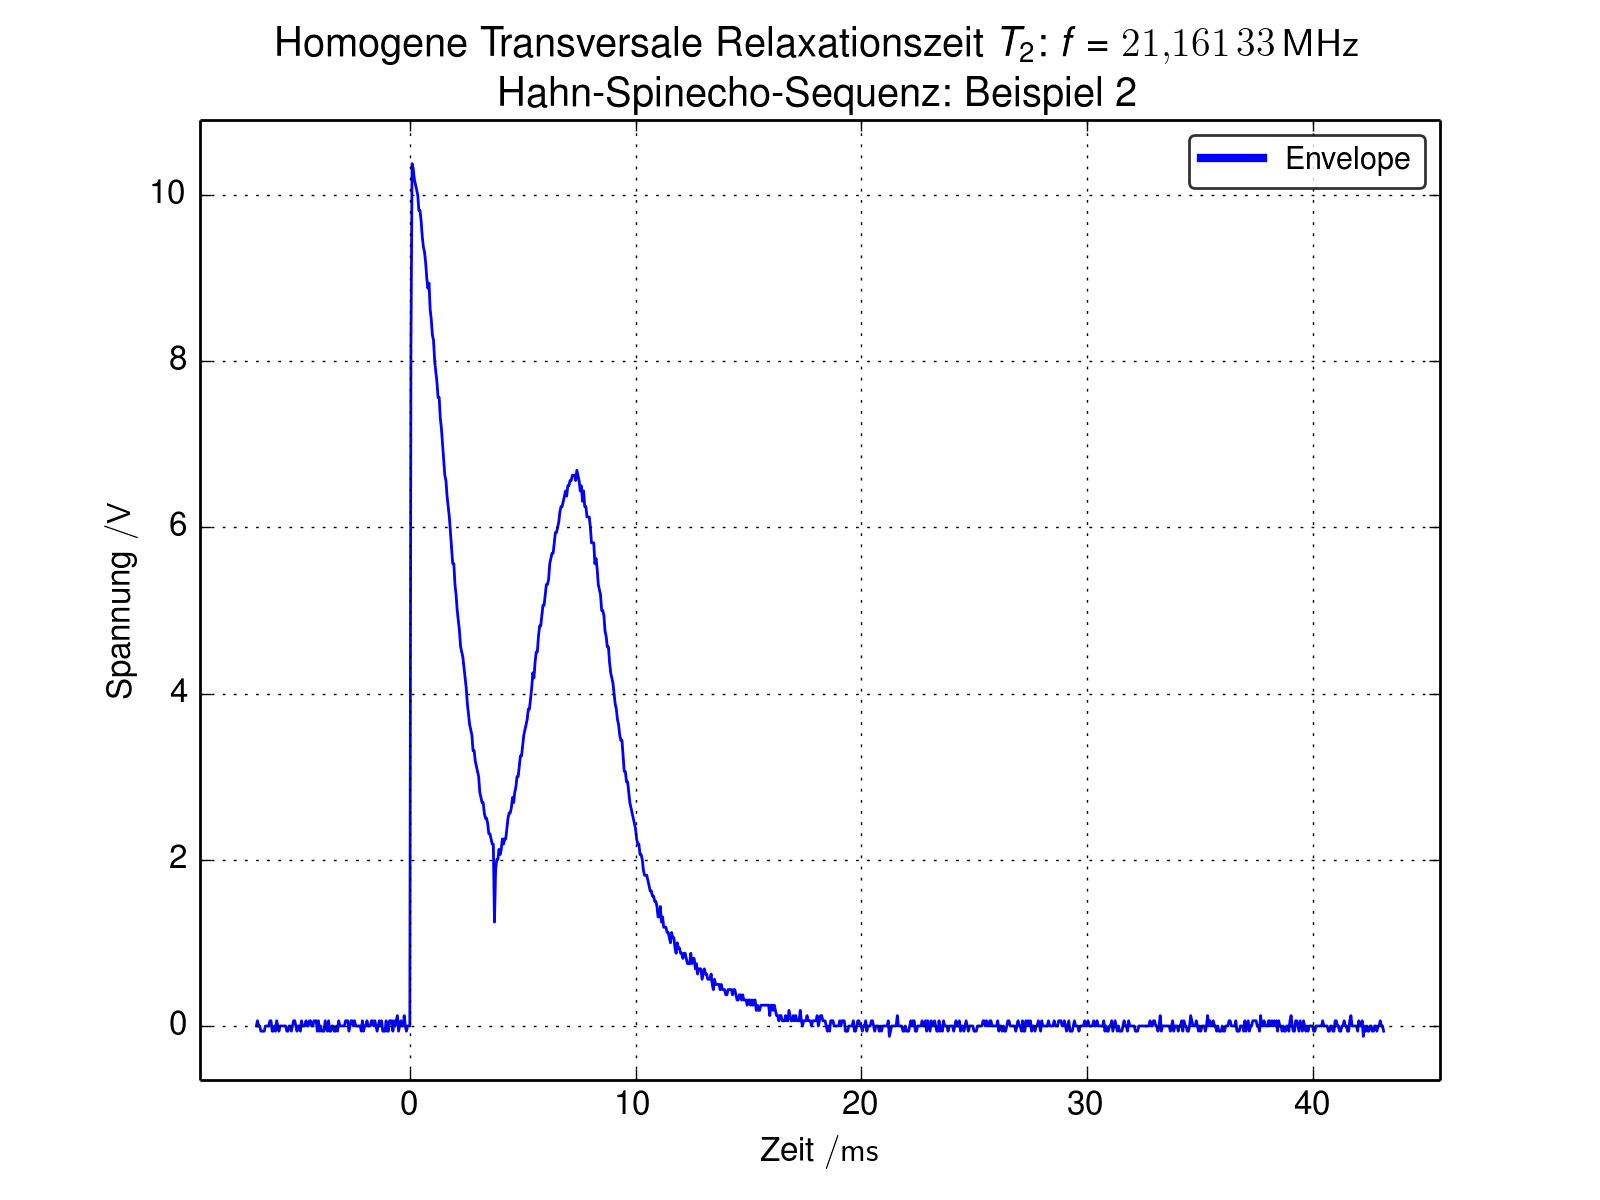 Homogene Transversale Relaxationszeit T₂: f = 21,161 33 MHz
Hahn-Spinecho-Sequenz: Beispiel 2
Envelope
10
8
6
4
2
0
Spannung /V
0 10 20 30 40
Zeit /ms